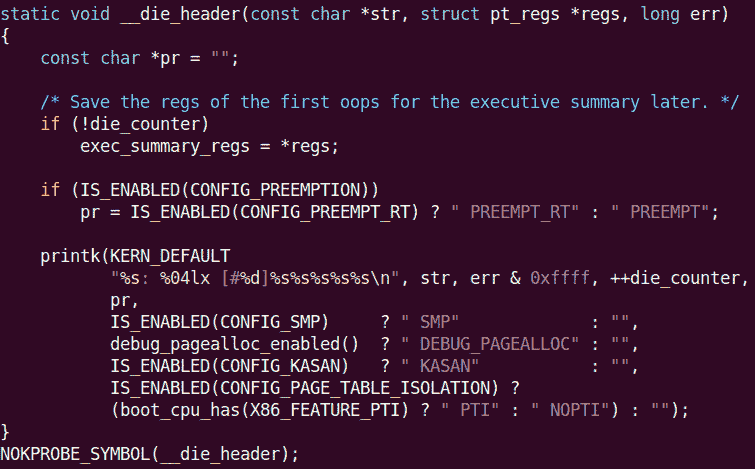 static void __die_header(const char *str, struct pt_regs *regs, long err)
{
    const char *pr = "";

    /* Save the regs of the first oops for the executive summary later. */
    if (!die_counter)
        exec_summary_regs = *regs;

    if (IS_ENABLED(CONFIG_PREEMPTION))
        pr = IS_ENABLED(CONFIG_PREEMPT_RT) ? " PREEMPT_RT" : " PREEMPT";

    printk(KERN_DEFAULT
           "%s: %04lx [#%d]%s%s%s%s%s\n", str, err & 0xffff, ++die_counter,
           pr,
           IS_ENABLED(CONFIG_SMP)     ? " SMP"             : "",
           debug_pagealloc_enabled()  ? " DEBUG_PAGEALLOC" : "",
           IS_ENABLED(CONFIG_KASAN)   ? " KASAN"           : "",
           IS_ENABLED(CONFIG_PAGE_TABLE_ISOLATION) ?
           (boot_cpu_has(X86_FEATURE_PTI) ? " PTI" : " NOPTI") : "");
}
NOKPROBE_SYMBOL(__die_header);